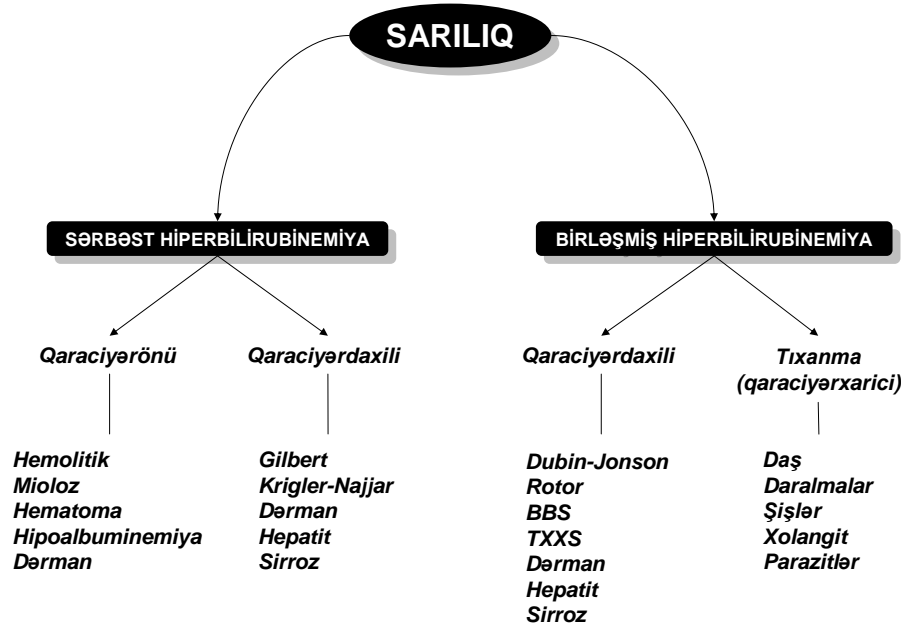 SARILIQ
SƏRBƏST HİPERBİLİRUBİNEMİYA
BİRLƏŞMİŞ HİPERBİLİRUBİNEMİYA
Qaraciyərönü
Qaraciyərdaxili
Qaraciyərdaxili
Tıxanma
(qaraciyərxarici)
Hemolitik
Mioloz
Hematoma
Hipoalbuminemiya
Dərman
Gilbert
Krigler-Najjar
Dərman
Hepatit
Sirroz
Dubin-Jonson
Rotor
BBS
TXXS
Dərman
Hepatit
Sirroz
Daş
Daralmalar
Şişlər
Xolangit
Parazitlər